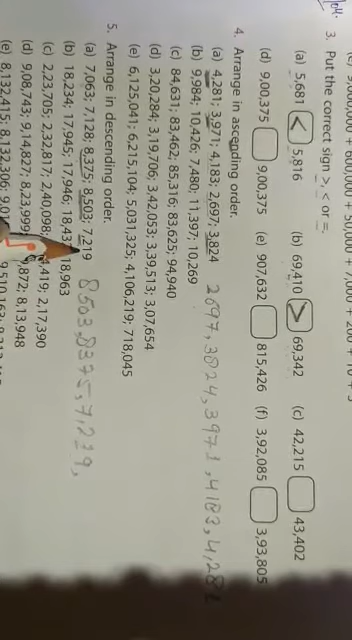 3. Put the correct sign >, < or =.
(a) 5,681 < 5,816 (b) 69,410 > 69,342 (c) 42,215 43,402
(d) 9,00,375 9,00,375 (e) 907,632 815,426 (f) 3,92,085 3,93,805
4. Arrange in ascending order.
(a) 4,281; 3,971; 4,183; 2,697; 3,824
2697, 3824, 3971, 4183, 4281
(b) 9,984; 10,426; 7,480; 11,397; 10,269
(c) 84,631; 83,462; 85,316; 83,625; 94,940
(d) 3,20,284; 3,19,706; 3,42,053; 3,39,513; 3,07,654
(e) 6,125,041; 6,215,104; 5,031,325; 4,106,219; 718,045
5. Arrange in descending order.
(a) 7,063; 7,128; 8,375; 8,503; 7,219
8503, 8375, 7219,
(b) 18,234; 17,945; 17,946; 18,963
(c) 2,23,705; 2,32,817; 2,40,098; 2,17,390
(d) 9,08,743; 9,14,827; 8,23,999; 8,13,948
(e) 8,132,415; 8,132,306;